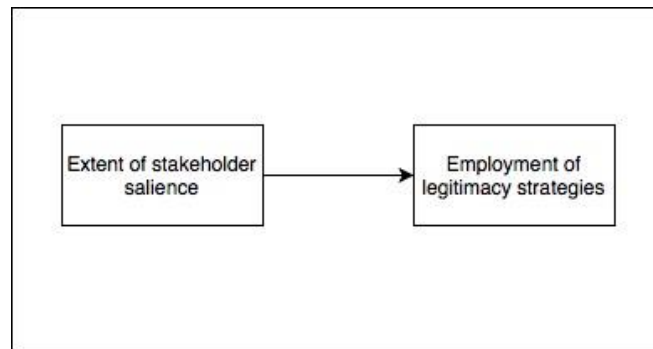 Extent of stakeholder
salience
Employment of
legitimacy strategies